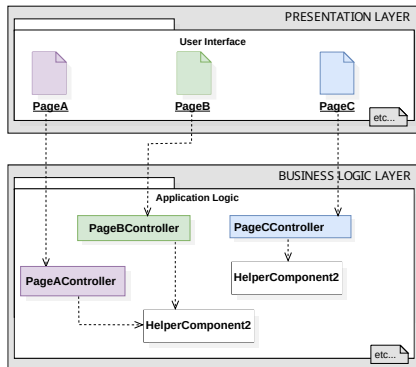 PRESENTATION LAYER
User Interface
PageA
PageB
PageC
etc...
BUSINESS LOGIC LAYER
Application Logic
PageBController
PageCController
PageAController
HelperComponent2
HelperComponent2
etc...